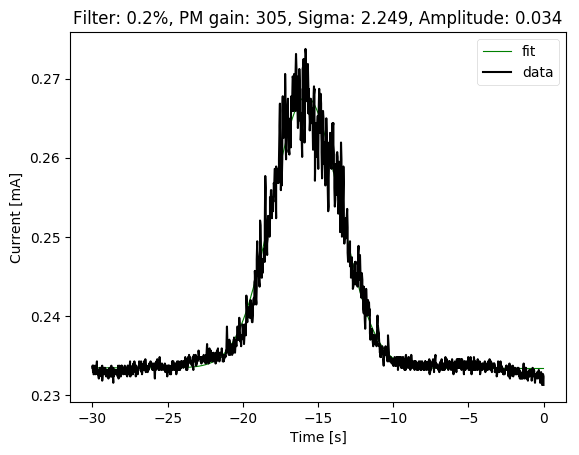 Filter: 0.2%, PM gain: 305, Sigma: 2.249, Amplitude: 0.034
fit
data
0.27
0.26
0.25
0.24
0.23
Current [mA]
−30
−25
−20
−15
−10
−5
0
Time [s]